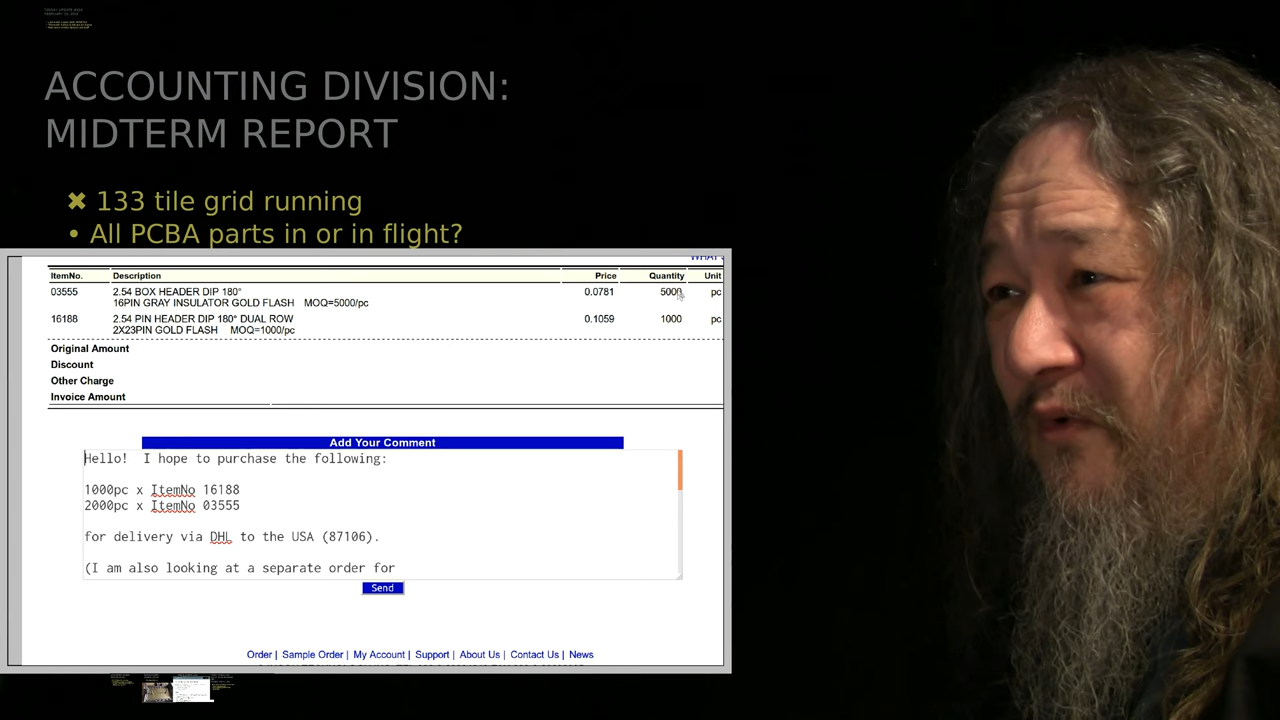 ACCOUNTING DIVISION:
MIDTERM REPORT
✖ 133 tile grid running
• All PCBA parts in or in flight?
ItemNo. Description Price Quantity Unit
03555 2.54 BOX HEADER DIP 180° 0.0781 5000 pc
16PIN GRAY INSULATOR GOLD FLASH MOQ=5000/pc
16188 2.54 PIN HEADER DIP 180° DUAL ROW 0.1059 1000 pc
2X23PIN GOLD FLASH MOQ=1000/pc
Original Amount
Discount
Other Charge
Invoice Amount
Add Your Comment
Hello! I hope to purchase the following:
1000pc x ItemNo 16188
2000pc x ItemNo 03555
for delivery via DHL to the USA (87106).
(I am also looking at a separate order for
Send
Order | Sample Order | My Account | Support | About Us | Contact Us | News